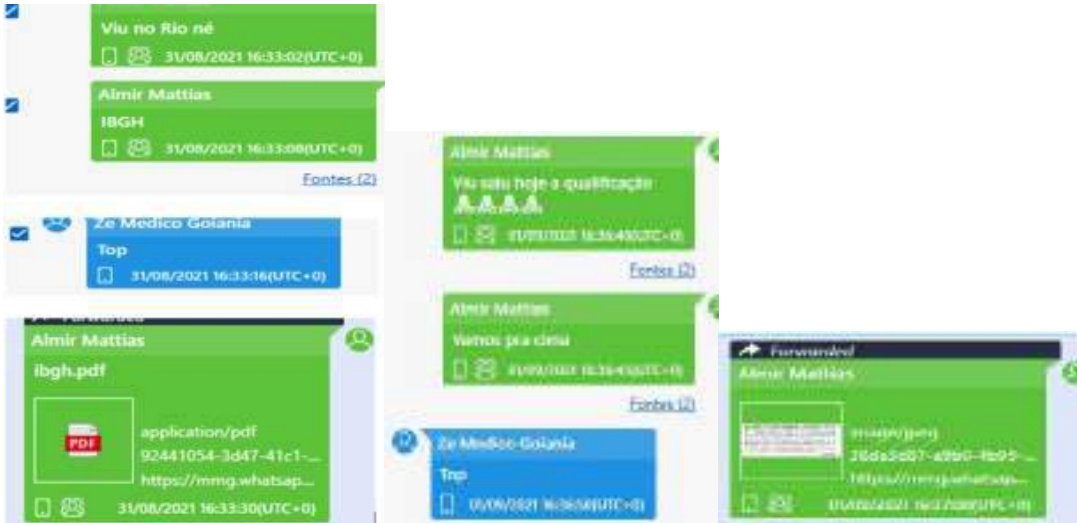 Viu no Rio né
31/08/2021 16:33:02(UTC+0)
Almir Mattias
IBGH
31/08/2021 16:33:08(UTC+0)
Fontes (2)
Ze Medico Goiania
Top
31/08/2021 16:33:16(UTC+0)
Forwarded
Almir Mattias
ibgh.pdf
PDF
application/pdf
92441054-3d47-41c1-...
https://mmg.whatsap...
31/08/2021 16:33:30(UTC+0)
Almir Mattias
Viu saiu hoje a qualificação
Fontes (2)
Almir Mattias
Vamos pra cima
Fontes (2)
Ze Medico Goiania
Top
Forwarded
Almir Mattias
image/jpeg
https://mmg.whatsap...